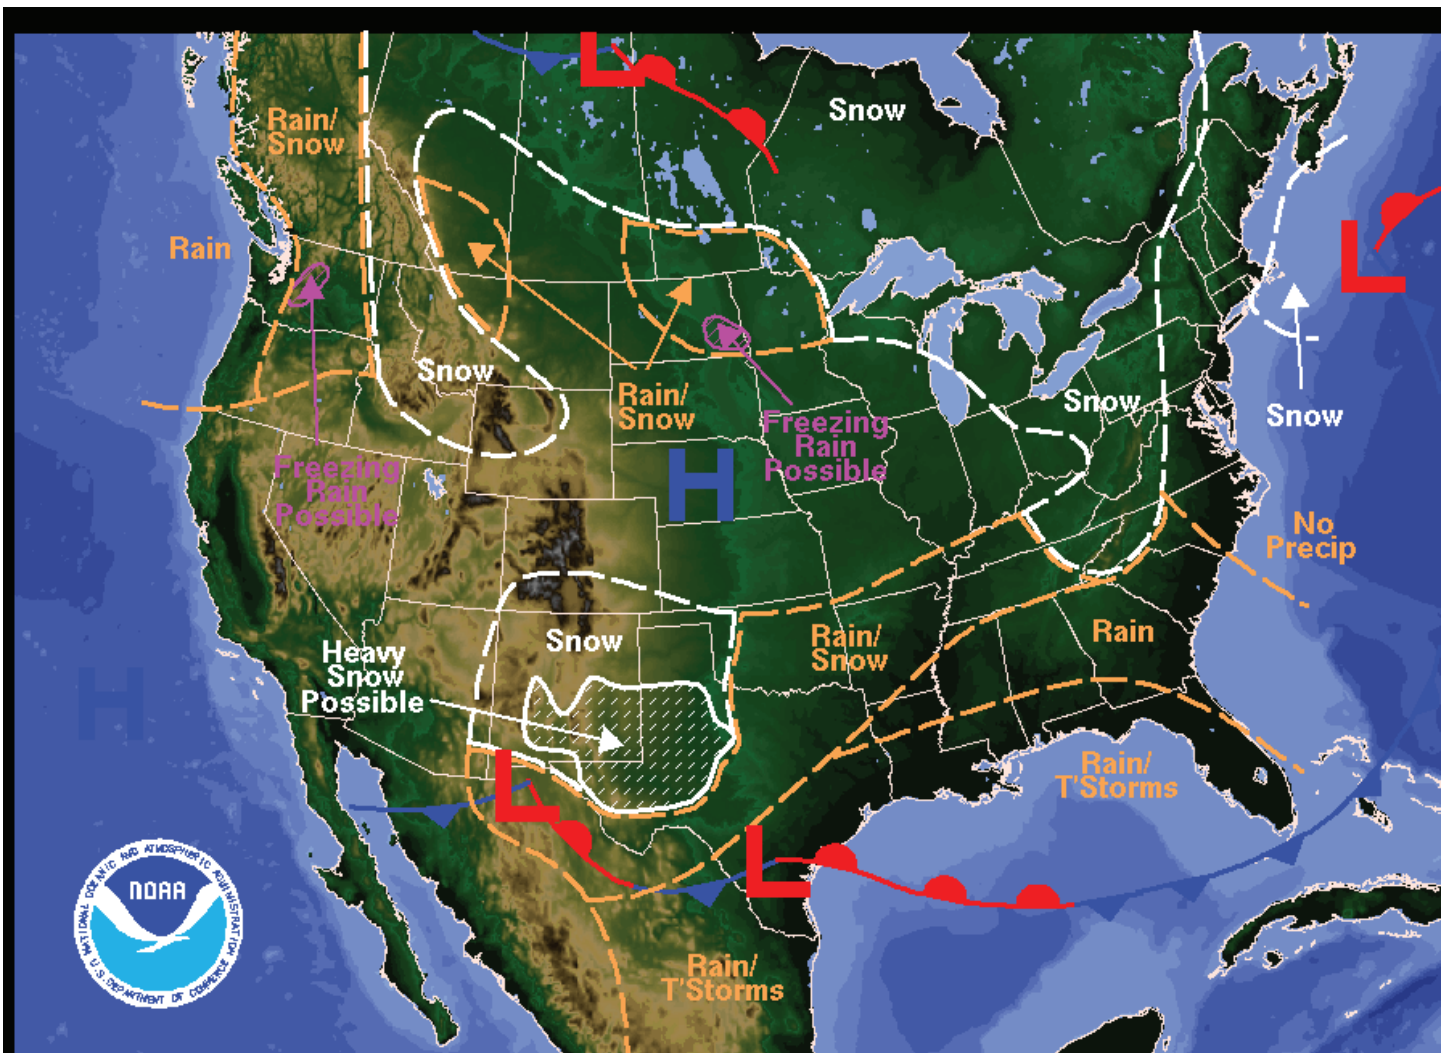 L
Snow
Rain/
Snow
Rain
L
Snow
Rain/
Snow
Freezing
Rain
Possible
Snow
Snow
Freezing
Rain
Possible
H
No
Precip
Heavy
Snow
Possible
Snow
Rain/
Snow
Rain
H
L
Rain/
T'Storms
L
NATIONAL OCEANIC AND ATMOSPHERIC ADMINISTRATION
NOAA
U.S. DEPARTMENT OF COMMERCE
Rain/
T'Storms